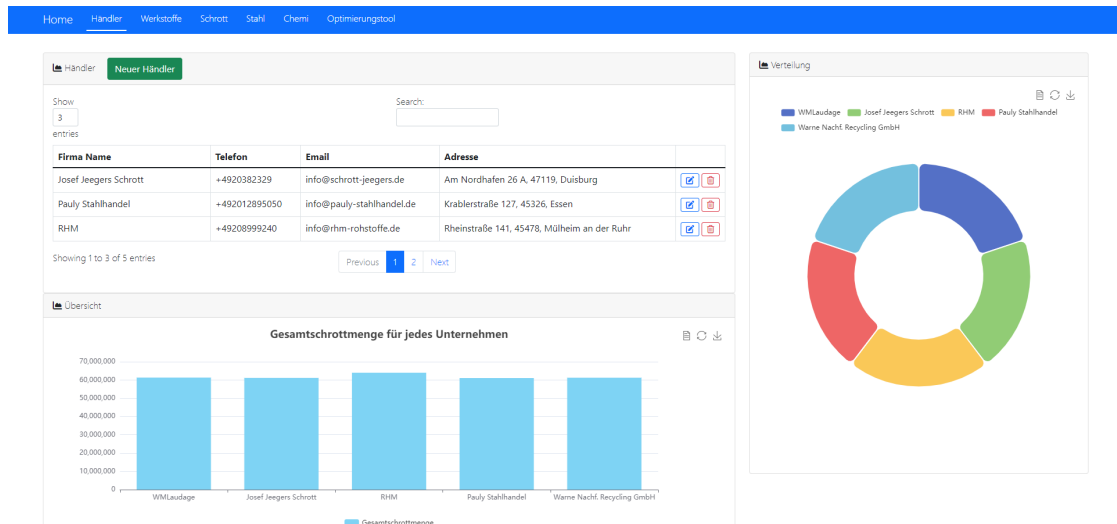 Home Händler Werkstoffe Schrott Stahl Chemi Optimierungstool
Händler Neuer Händler
Show
3
entries
Search:
Firma Name Telefon Email Adresse
Josef Jeegers Schrott +4920382329 info@schrott-jeegers.de Am Nordhafen 26 A, 47119, Duisburg
Pauly Stahlhandel +492012895050 info@pauly-stahlhandel.de Krablerstraße 127, 45326, Essen
RHM +49208999240 info@rhm-rohstoffe.de Rheinstraße 141, 45478, Mülheim an der Ruhr
Showing 1 to 3 of 5 entries
Previous 1 2 Next
Übersicht
Gesamtschrottmenge für jedes Unternehmen
70,000,000
60,000,000
50,000,000
40,000,000
30,000,000
20,000,000
10,000,000
0
WMLaudage Josef Jeegers Schrott RHM Pauly Stahlhandel Warne Nachf. Recycling GmbH
Gesamtschrottmenge
Verteilung
WMLaudage Josef Jeegers Schrott RHM Pauly Stahlhandel
Warne Nachf. Recycling GmbH